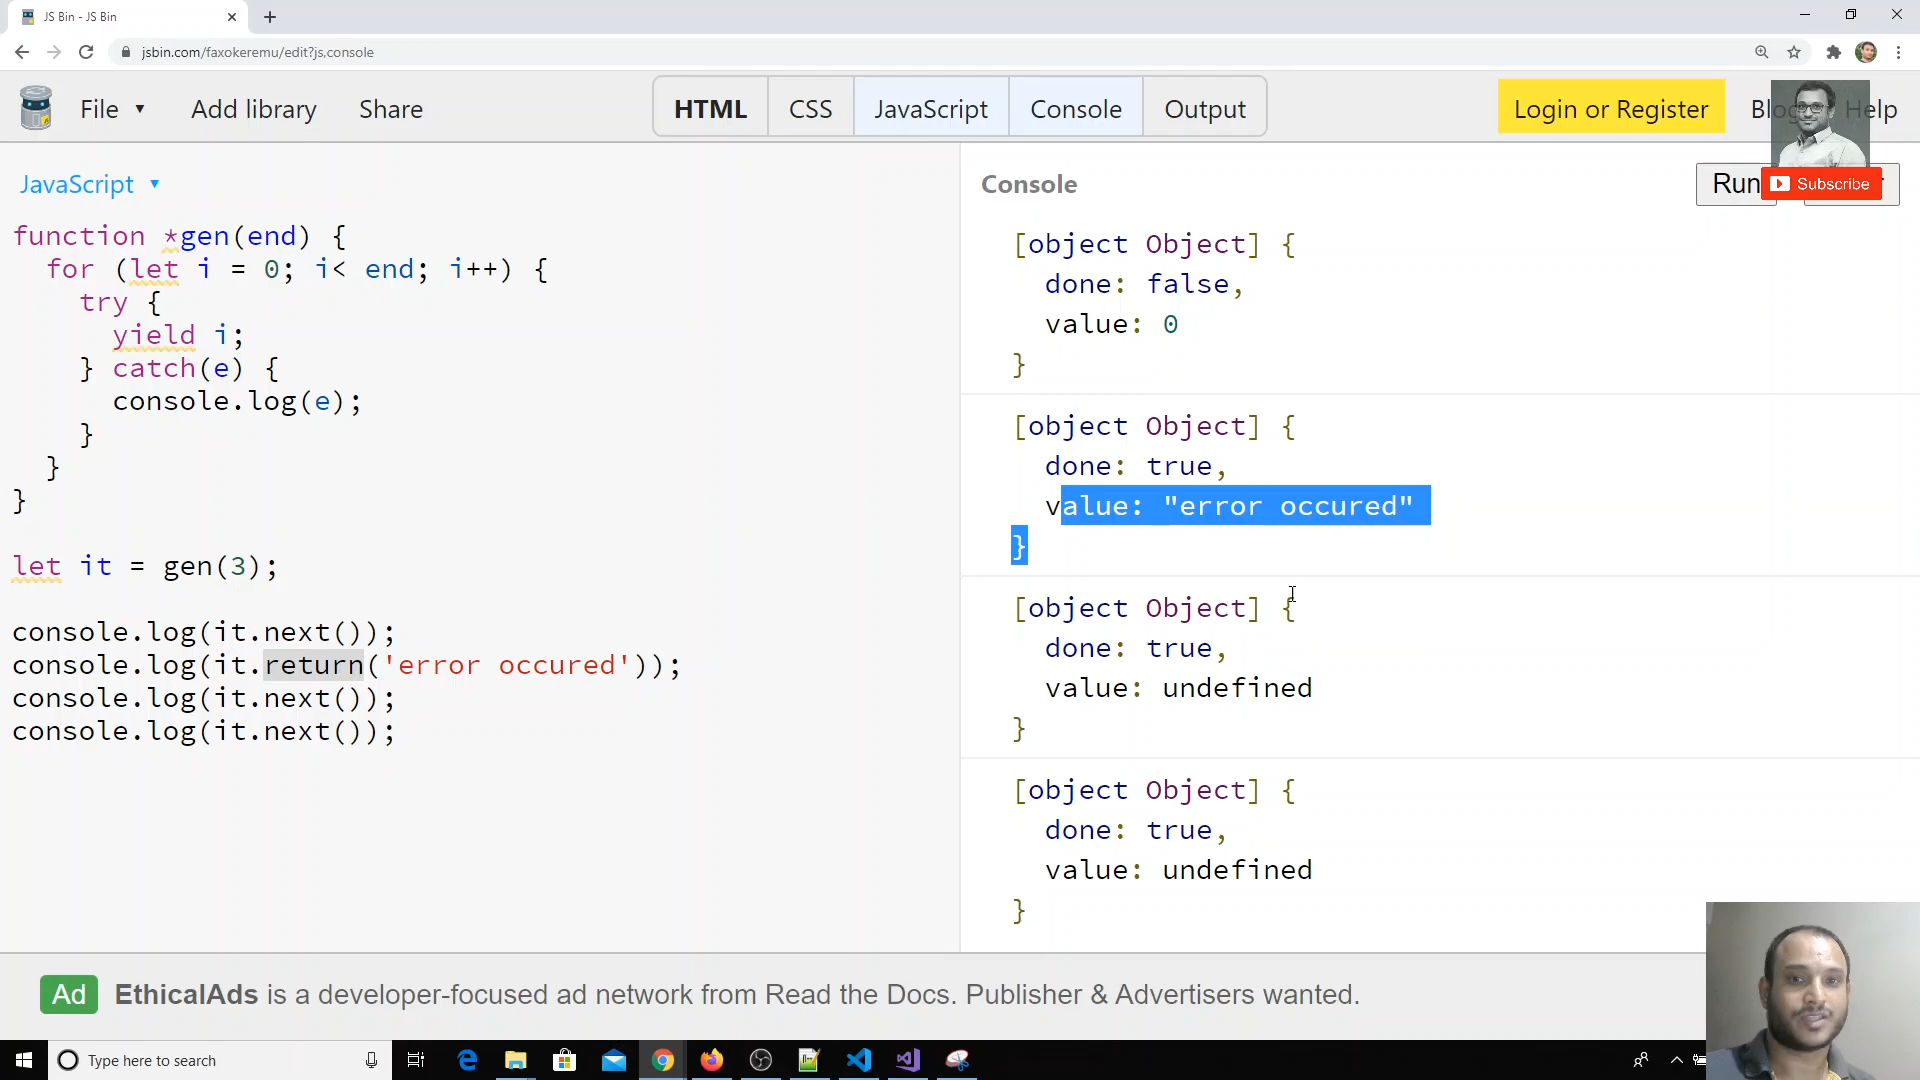 JS Bin - JS Bin
jsbin.com/faxokeremu/edit?js,console
File Add library Share HTML CSS JavaScript Console Output Login or Register Help
Subscribe
JavaScript
function *gen(end) {
for (let i = 0; i< end; i++) {
try {
yield i;
} catch(e) {
console.log(e);
}
}
}
let it = gen(3);
console.log(it.next());
console.log(it.return('error occured'));
console.log(it.next());
console.log(it.next());
Console
Run
[object Object] {
done: false,
value: 0
}
[object Object] {
done: true,
value: "error occured"
}
[object Object] {
done: true,
value: undefined
}
[object Object] {
done: true,
value: undefined
}
Ad EthicalAds is a developer-focused ad network from Read the Docs. Publisher & Advertisers wanted.
Type here to search